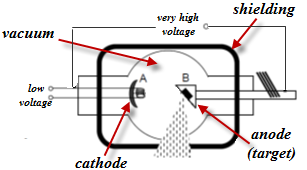 very high
voltage
shielding
vacuum
A
B
low
voltage
cathode
anode
(target)